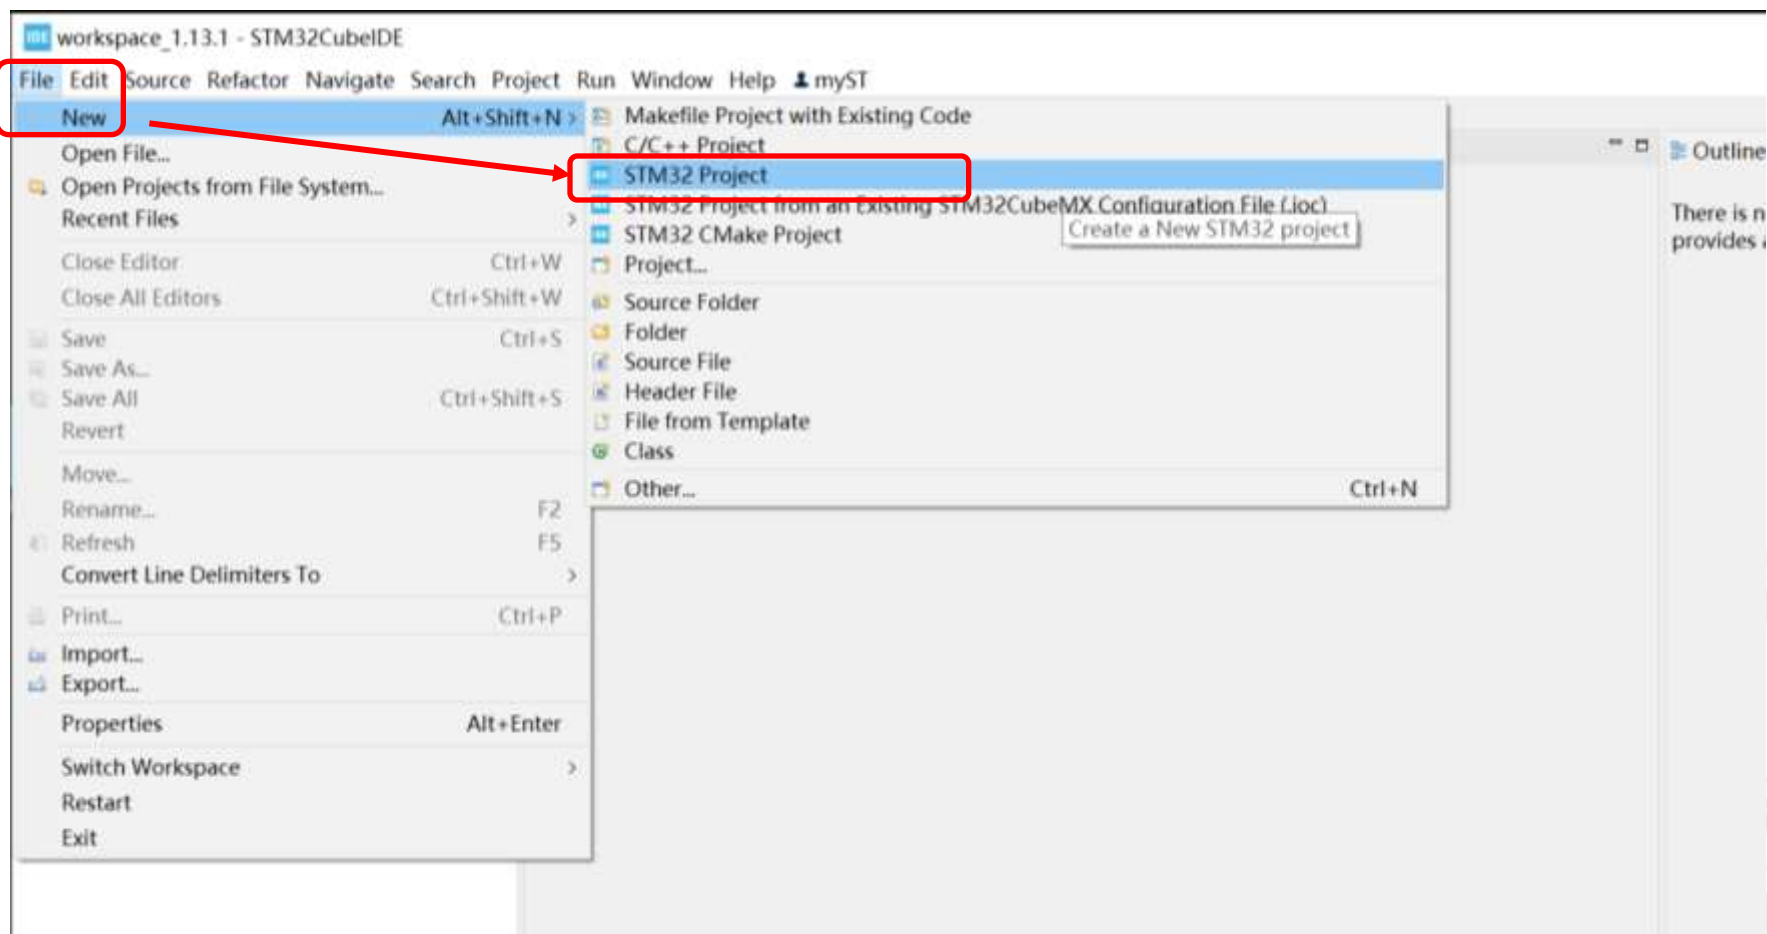 IDE workspace_1.13.1 - STM32CubeIDE
File Edit Source Refactor Navigate Search Project Run Window Help myST
New Alt+Shift+N >
Open File...
Open Projects from File System...
Recent Files >
Close Editor Ctrl+W
Close All Editors Ctrl+Shift+W
Save Ctrl+S
Save As...
Save All Ctrl+Shift+S
Revert
Move...
Rename... F2
Refresh F5
Convert Line Delimiters To >
Print... Ctrl+P
Import...
Export...
Properties Alt+Enter
Switch Workspace >
Restart
Exit
Makefile Project with Existing Code
C/C++ Project
STM32 Project
STM32 Project from an Existing STM32CubeMX Configuration File (.ioc)
Create a New STM32 project
STM32 CMake Project
Project...
Source Folder
Folder
Source File
Header File
File from Template
Class
Other... Ctrl+N
Outline
There is n
provides a